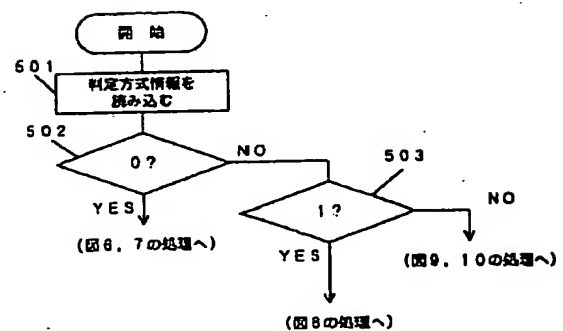 開 始
501
判定方式情報を
読み込む
502
0?
NO
503
YES
1?
NO
(図6,7の処理へ)
YES
(図9,10の処理へ)
(図8の処理へ)